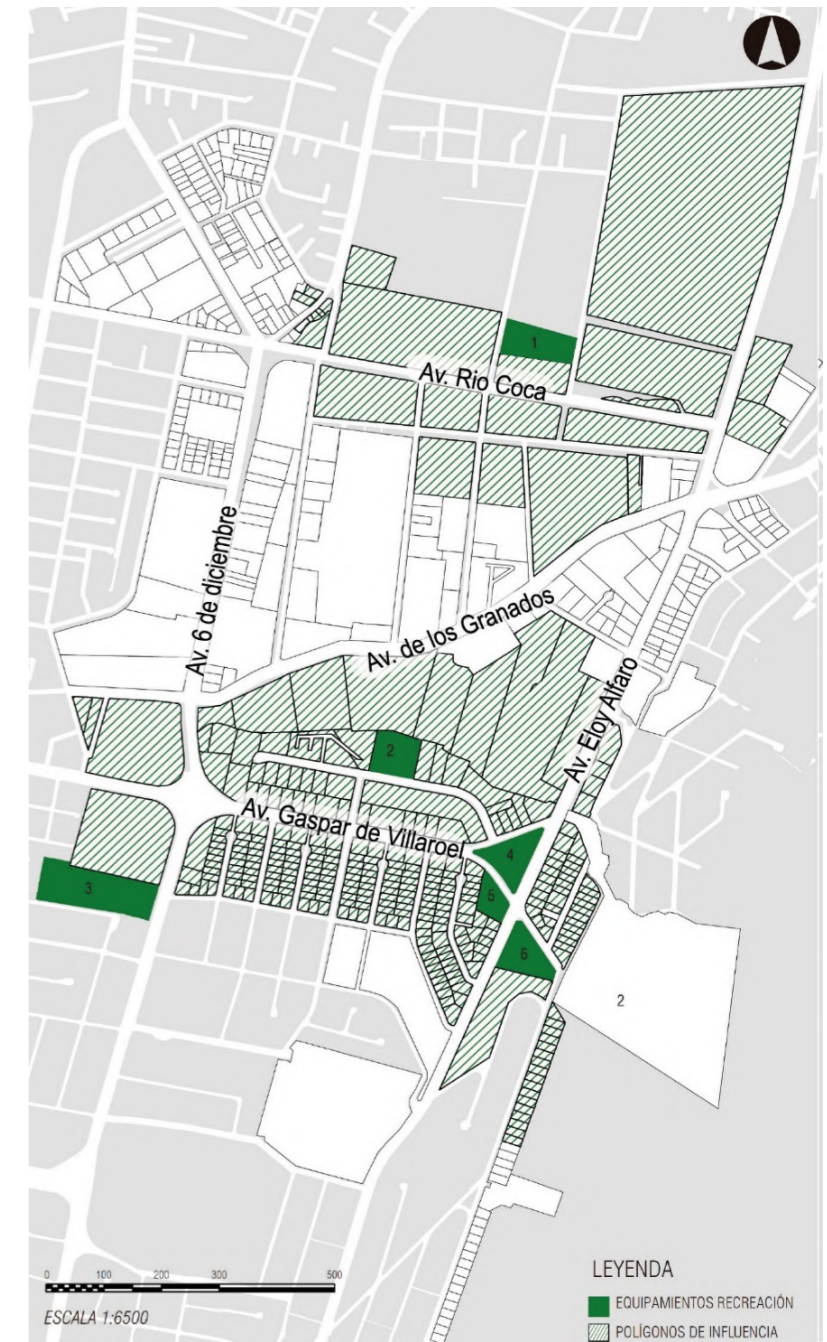 1
Av. Rio Coca
Av. 6 de diciembre
Av. de los Granados
Av. Eloy Alfaro
2
Av. Gaspar de Villaroel
4
3
5
6
2
0 100 200 300 500
ESCALA 1:6500
LEYENDA
EQUIPAMIENTOS RECREACIÓN
POLÍGONOS DE INFLUENCIA